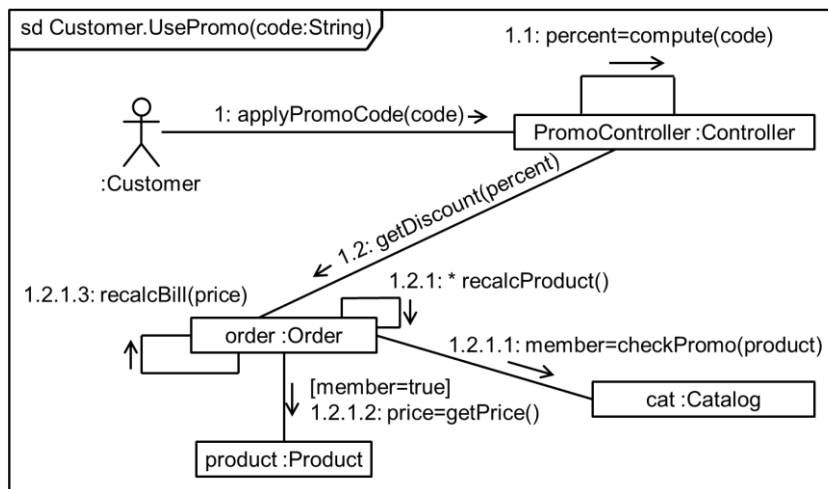 sd Customer.UsePromo(code:String)
1.1: percent=compute(code)
1: applyPromoCode(code)
PromoController :Controller
:Customer
1.2: getDiscount(percent)
1.2.1.3: recalcBill(price)
1.2.1: * recalcProduct()
order :Order
1.2.1.1: member=checkPromo(product)
[member=true]
1.2.1.2: price=getPrice()
cat :Catalog
product :Product